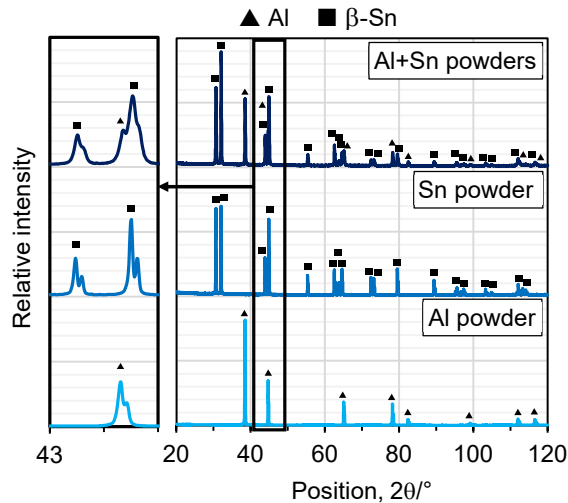 ▲ Al ■ β-Sn
Al+Sn powders
Sn powder
Al powder
Relative intensity
43
20 40 60 80 100 120
Position, 2θ/°